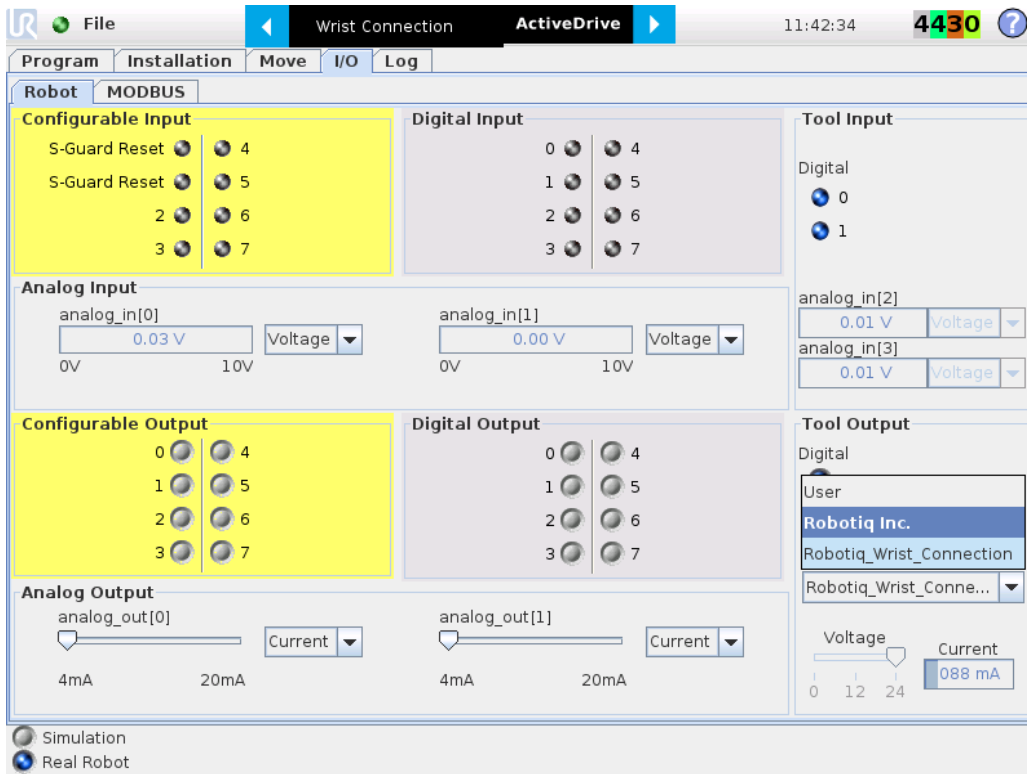 UR File Wrist Connection ActiveDrive 11:42:34 4430 ?
Program Installation Move I/O Log
Robot MODBUS
Configurable Input
S-Guard Reset 4
S-Guard Reset 5
2 6
3 7
Digital Input
0 4
1 5
2 6
3 7
Tool Input
Digital
0
1
analog_in[2]
0.01 V Voltage
analog_in[3]
0.01 V Voltage
Analog Input
analog_in[0]
0.03 V Voltage
0V 10V
analog_in[1]
0.00 V Voltage
0V 10V
Configurable Output
0 4
1 5
2 6
3 7
Digital Output
0 4
1 5
2 6
3 7
Tool Output
Digital
User
Robotiq Inc.
Robotiq_Wrist_Connection
Robotiq_Wrist_Conne...
Voltage
0 12 24
Current
088 mA
Analog Output
analog_out[0]
Current
4mA 20mA
analog_out[1]
Current
4mA 20mA
Simulation
Real Robot